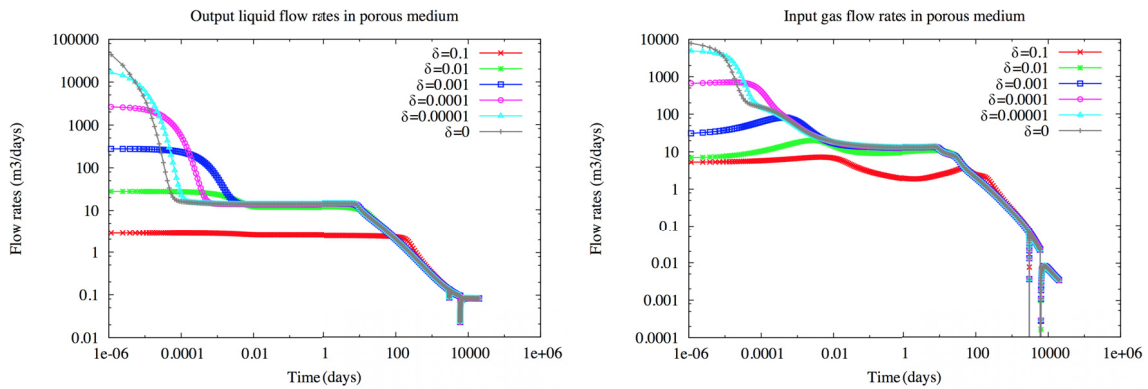 Output liquid flow rates in porous medium
Flow rates (m3/days)
100000
10000
1000
100
10
1
0.1
0.01
δ=0.1
δ=0.01
δ=0.001
δ=0.0001
δ=0.00001
δ=0
1e-06 0.0001 0.01 1 100 10000 1e+06
Time (days)
Input gas flow rates in porous medium
Flow rates (m3/days)
10000
1000
100
10
1
0.1
0.01
0.001
0.0001
δ=0.1
δ=0.01
δ=0.001
δ=0.0001
δ=0.00001
δ=0
1e-06 0.0001 0.01 1 100 10000 1e+06
Time (days)